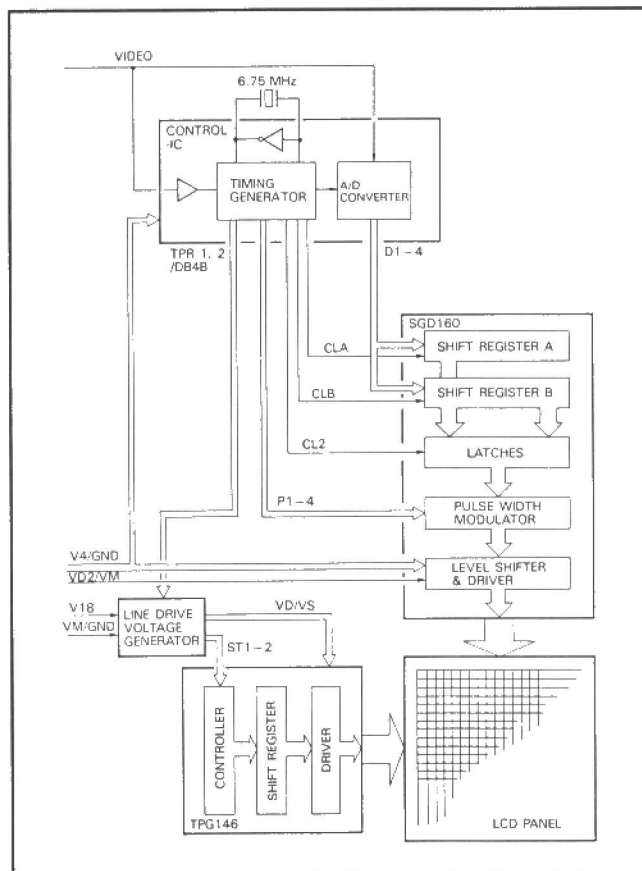 VIDEO
6.75 MHz
CONTROL
-IC
TIMING
GENERATOR
A/D
CONVERTER
TPR 1, 2
/DB4B
D1-4
SGD160
SHIFT REGISTER A
CLA
SHIFT REGISTER B
CLB
CL2
LATCHES
P1-4
PULSE WIDTH
MODULATOR
V4/GND
VD2/VM
LEVEL SHIFTER
& DRIVER
V18
VM/GND
LINE DRIVE
VOLTAGE
GENERATOR
VD/VS
ST1-2
CONTROLLER
SHIFT REGISTER
DRIVER
TPG146
LCD PANEL